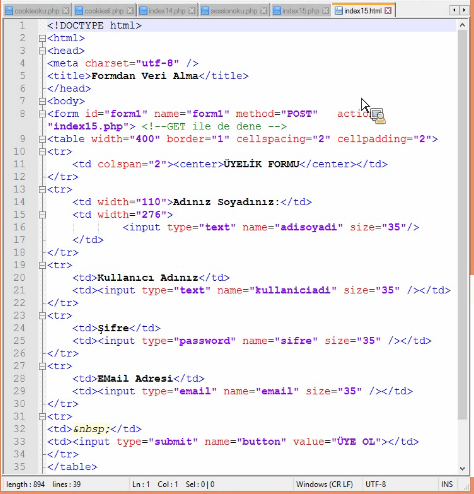 cookieoku.php cookiesil.php index14.php sessionoku.php index15.php index15.html
1 <!DOCTYPE html>
2 <html>
3 <head>
4 <meta charset="utf-8" />
5 <title>Formdan Veri Alma</title>
6 </head>
7 <body>
8 <form id="form1" name="form1" method="POST" actio
"index15.php"> <!--GET ile de dene -->
9 <table width="400" border="1" cellspacing="2" cellpadding="2">
10 <tr>
11 <td colspan="2"><center>ÜYELİK FORMU</center></td>
12 </tr>
13 <tr>
14 <td width="110">Adınız Soyadınız:</td>
15 <td width="276">
16 <input type="text" name="adisoyadi" size="35"/>
17 </td>
18 </tr>
19 <tr>
20 <td>Kullanıcı Adınız</td>
21 <td><input type="text" name="kullaniciadi" size="35" /></td>
22 </tr>
23 <tr>
24 <td>Şifre</td>
25 <td><input type="password" name="sifre" size="35" /></td>
26 </tr>
27 <tr>
28 <td>EMail Adresi</td>
29 <td><input type="email" name="email" size="35" /></td>
30 </tr>
31 <tr>
32 <td>&nbsp;</td>
33 <td><input type="submit" name="button" value="ÜYE OL"></td>
34 </tr>
35 </table>
length : 894 lines : 39 Ln : 1 Col : 1 Sel : 0 | 0 Windows (CR LF) UTF-8 INS